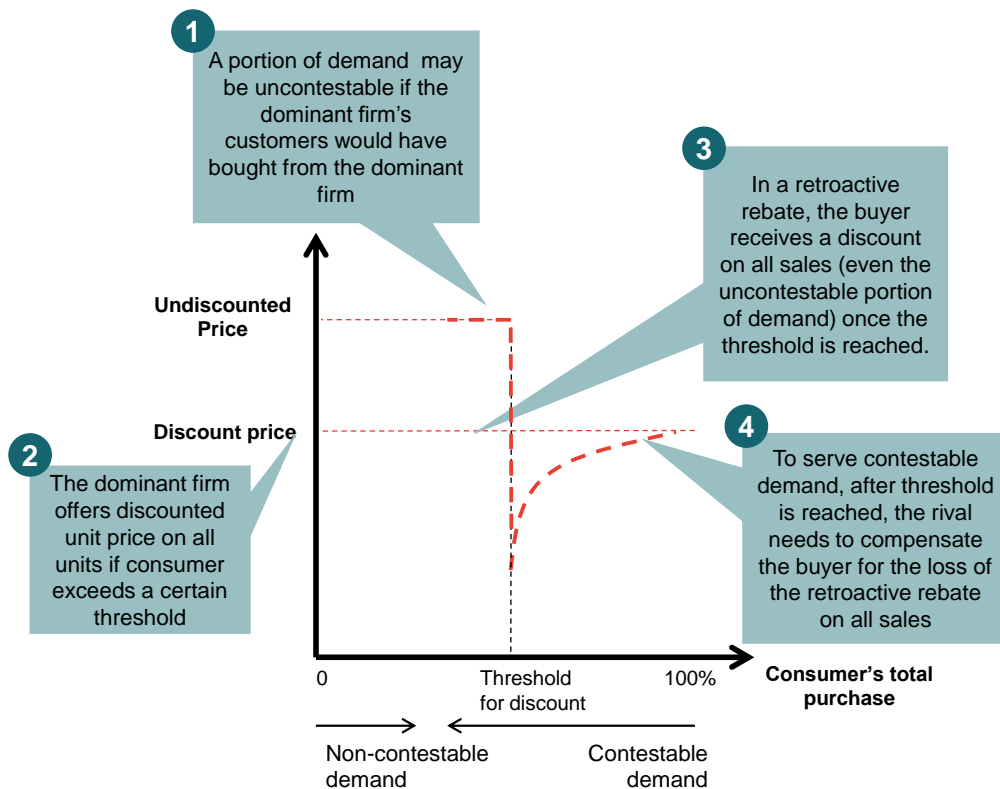 1
A portion of demand may
be uncontestable if the
dominant firm's
customers would have
bought from the dominant
firm
3
In a retroactive
rebate, the buyer
receives a discount
on all sales (even the
uncontestable portion
of demand) once the
threshold is reached.
Undiscounted
Price
Discount price
2
The dominant firm
offers discounted
unit price on all
units if consumer
exceeds a certain
threshold
4
To serve contestable
demand, after threshold
is reached, the rival
needs to compensate
the buyer for the loss of
the retroactive rebate
on all sales
0
Threshold
for discount
100%
Consumer's total
purchase
Non-contestable
demand
Contestable
demand